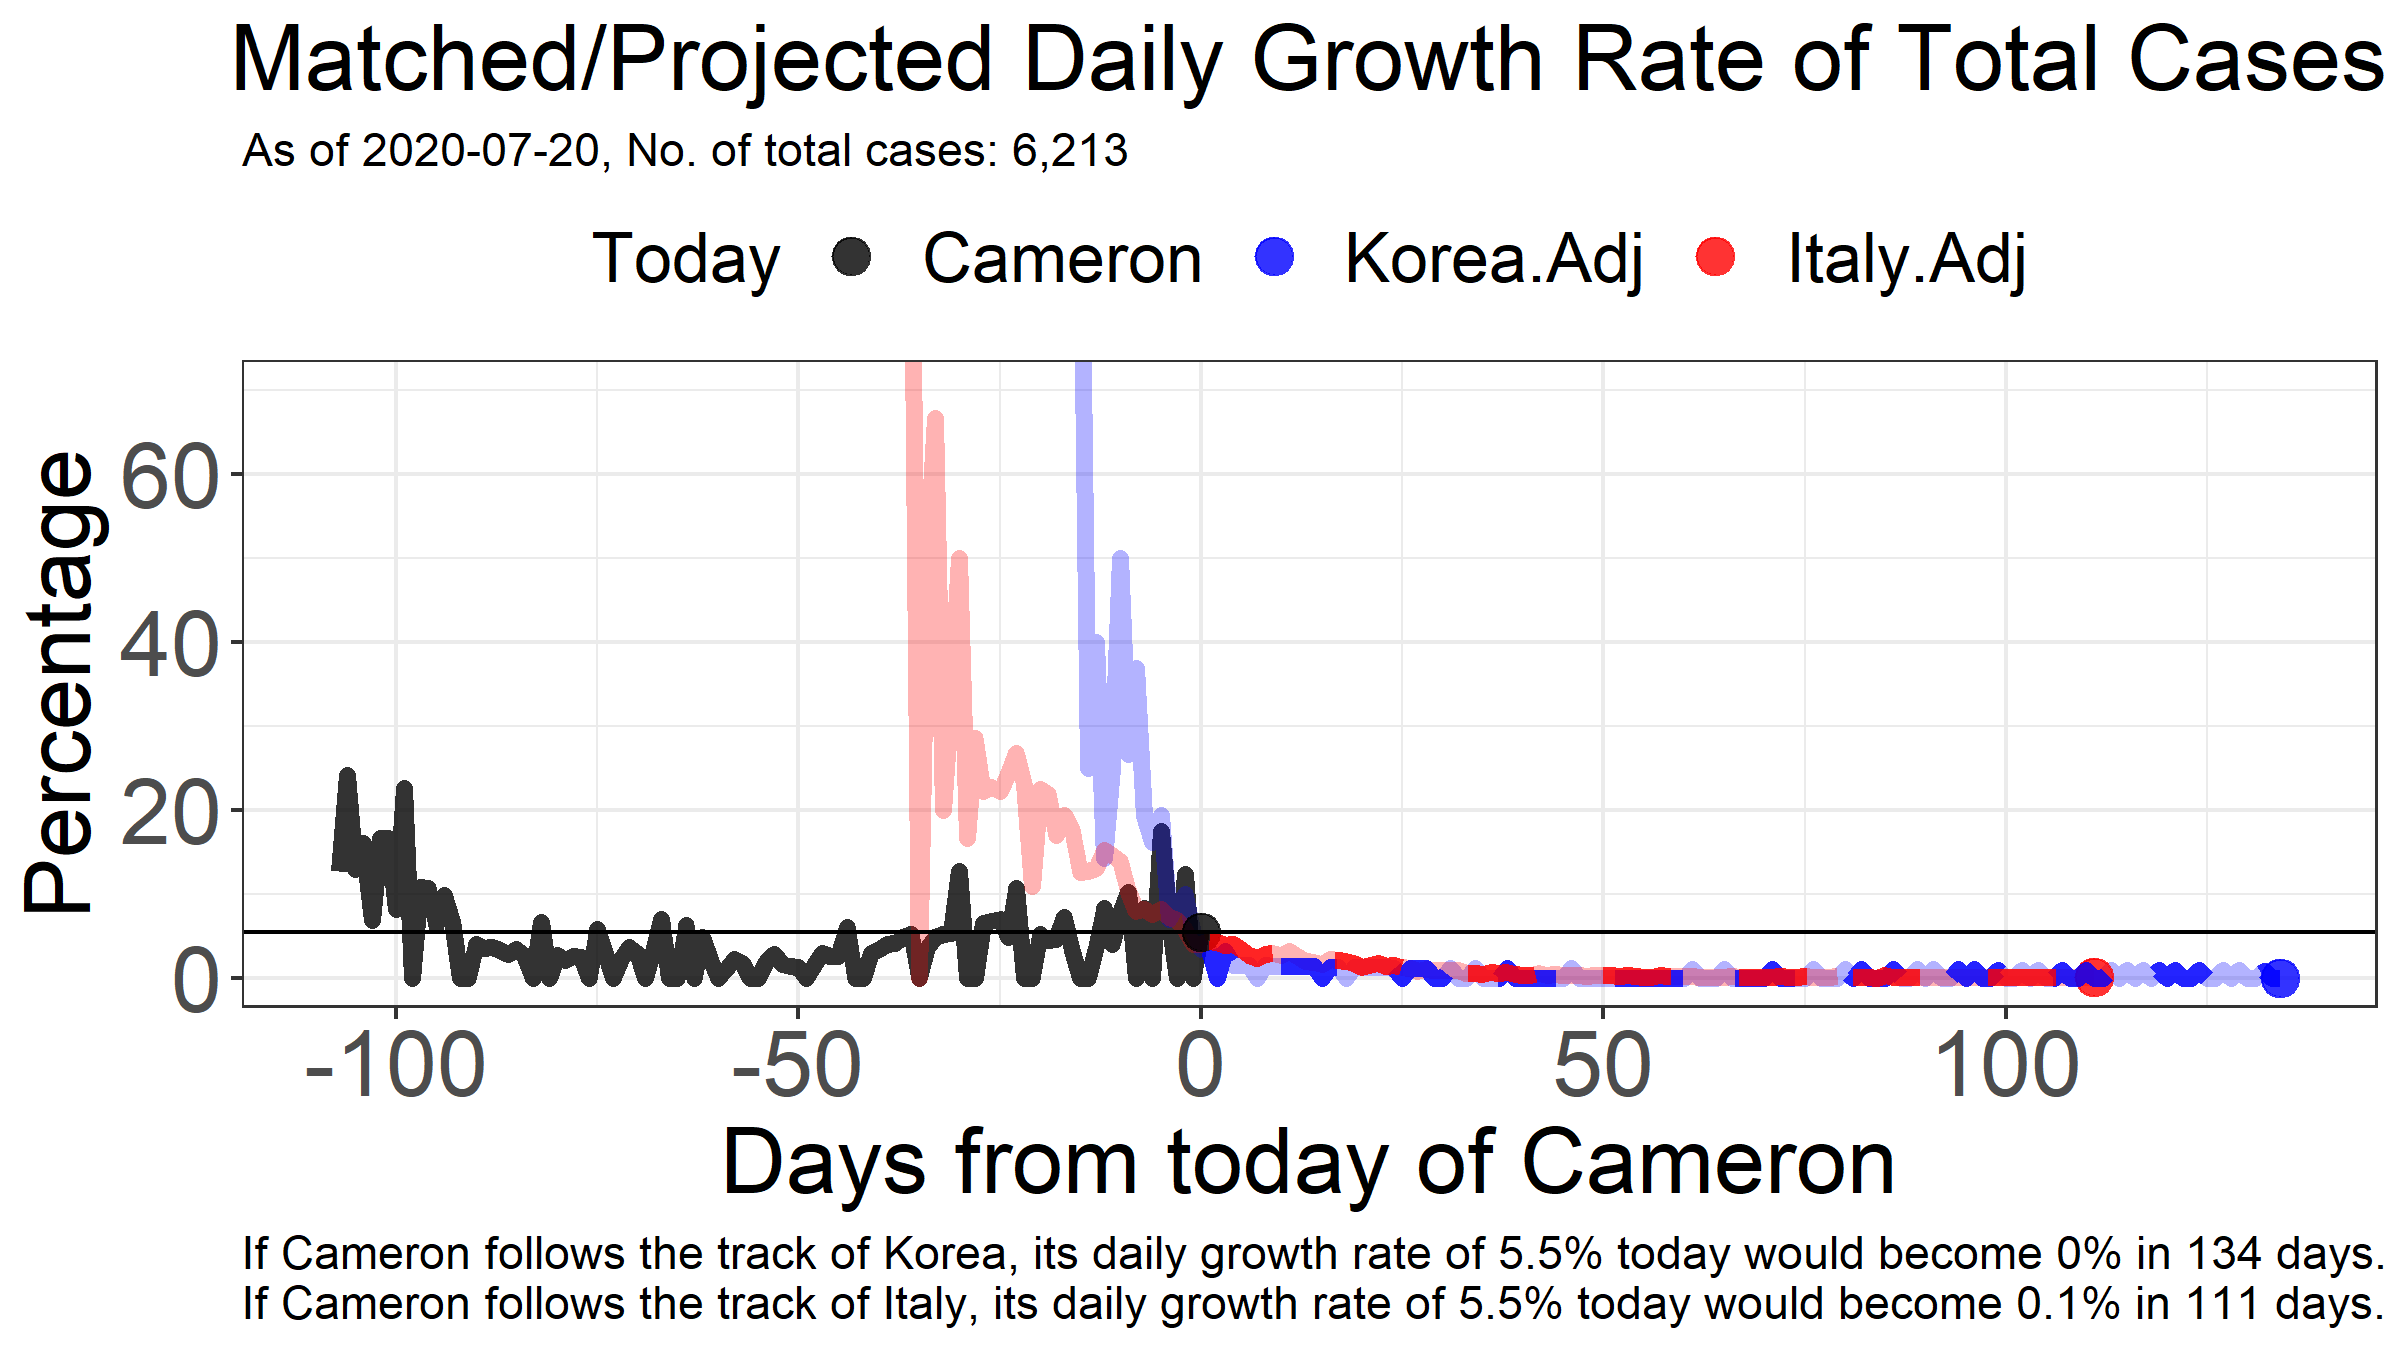 Matched/Projected Daily Growth Rate of Total Cases
As of 2020-07-20, No. of total cases: 6,213
Today Cameron Korea.Adj Italy.Adj
Percentage
60
40
20
0
-100 -50 0 50 100
Days from today of Cameron
If Cameron follows the track of Korea, its daily growth rate of 5.5% today would become 0% in 134 days.
If Cameron follows the track of Italy, its daily growth rate of 5.5% today would become 0.1% in 111 days.